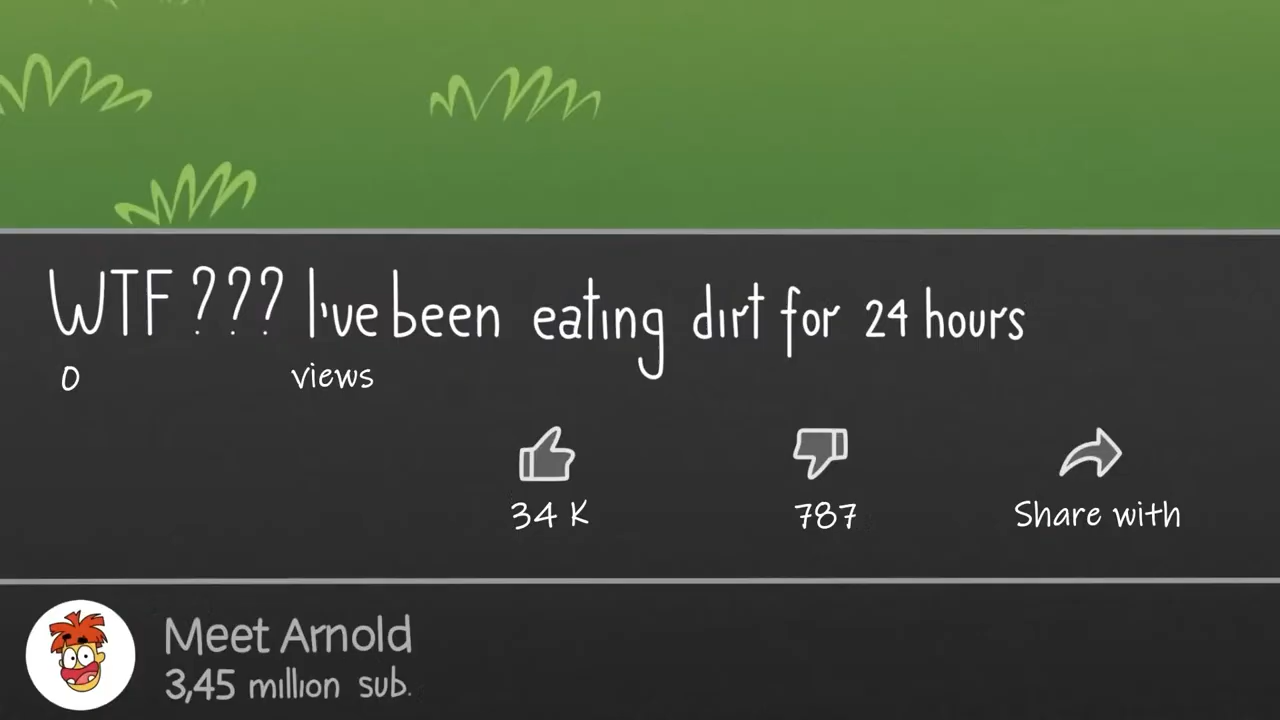 WTF ??? I've been eating dirt for 24 hours
0 views
34 K 787 Share with
Meet Arnold
3,45 million sub.